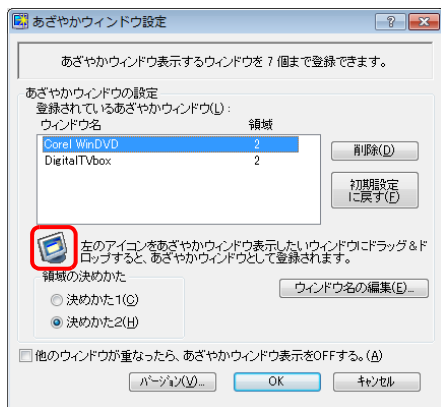 あざやかウィンドウ設定
あざやかウィンドウ表示するウィンドウを 7 個まで登録できます。
あざやかウィンドウの設定
登録されているあざやかウィンドウ(L):
ウィンドウ名 領域
Corel WinDVD 2
DigitalTVbox 2
削除(D)
初期設定
に戻す(F)
左のアイコンをあざやかウィンドウ表示したいウィンドウにドラッグ&ド
ロップすると、あざやかウィンドウとして登録されます。
領域の決めかた
決めかた1(C)
決めかた2(H)
ウィンドウ名の編集(E)...
他のウィンドウが重なったら、あざやかウィンドウ表示をOFFする。(A)
バージョン(V)...
OK
キャンセル